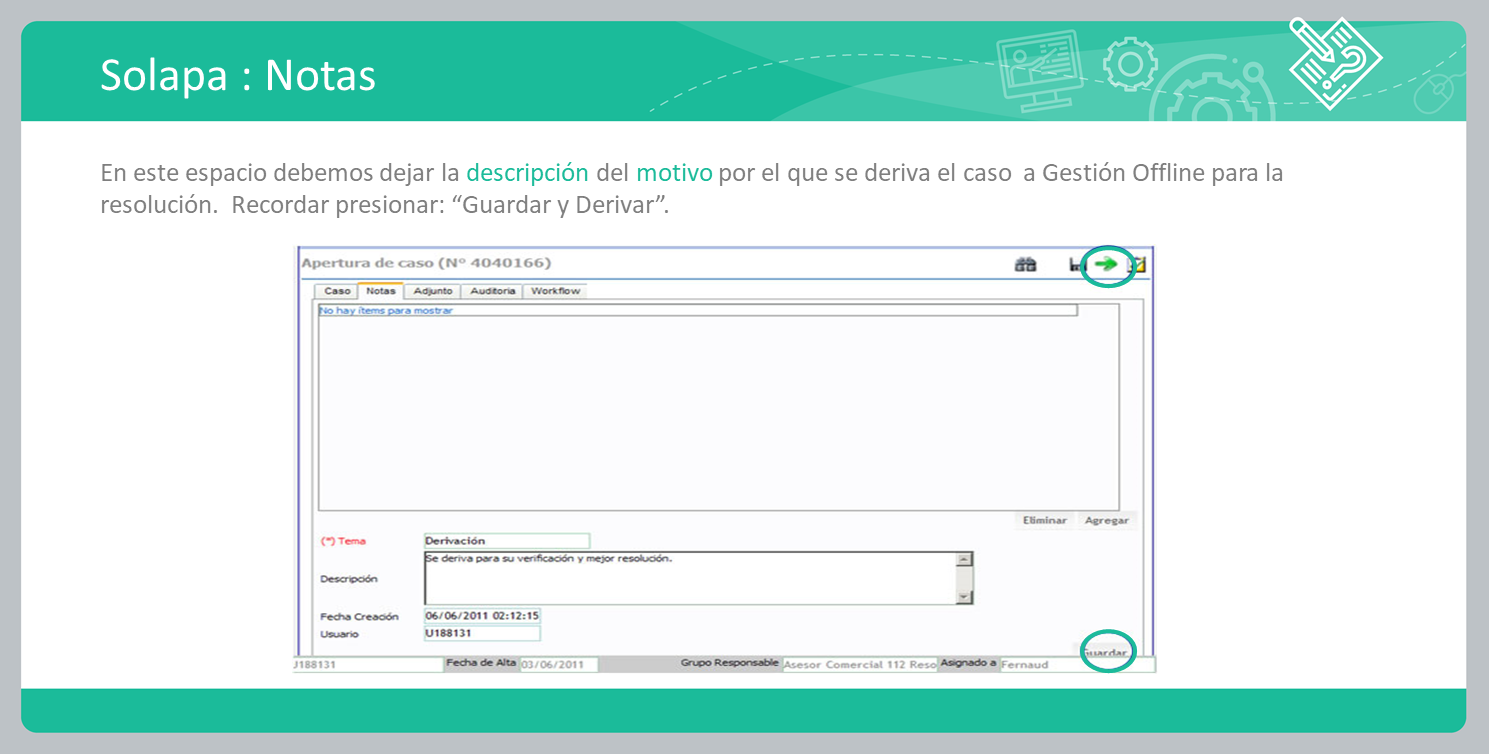 Solapa : Notas
En este espacio debemos dejar la descripción del motivo por el que se deriva el caso a Gestión Offline para la
resolución. Recordar presionar: “Guardar y Derivar”.
Apertura de caso (Nº 4040166)
Caso Notas Adjunto Auditoria Workflow
No hay ítems para mostrar
Eliminar Agregar
(*) Tema Derivación
Descripción Se deriva para su verificación y mejor resolución.
Fecha Creación 06/06/2011 02:12:15
Usuario U188131
Guardar
J188131 Fecha de Alta 03/06/2011 Grupo Responsable Asesor Comercial 112 Reso Asignado a Fernaud